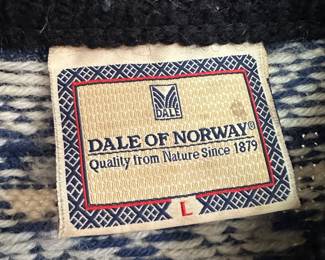 DALE
DALE OF NORWAY®
Quality from Nature Since 1879
L